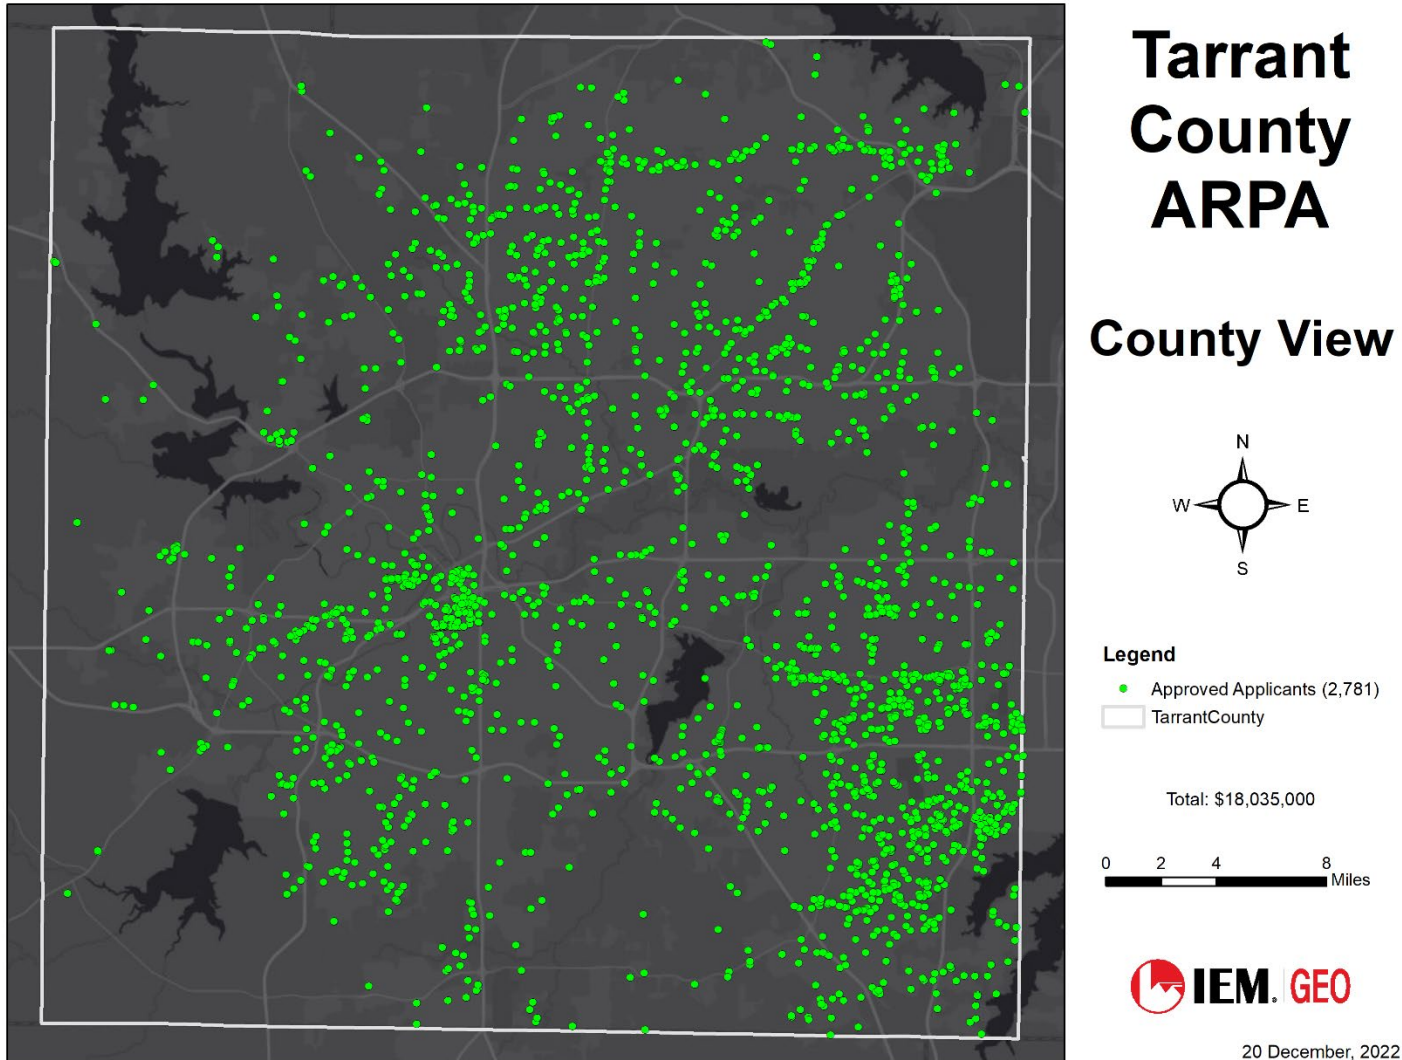 Tarrant
County
ARPA
County View
N
W E
S
Legend
Approved Applicants (2,781)
TarrantCounty
Total: $18,035,000
0 2 4 8
Miles
IEM. GEO
20 December, 2022